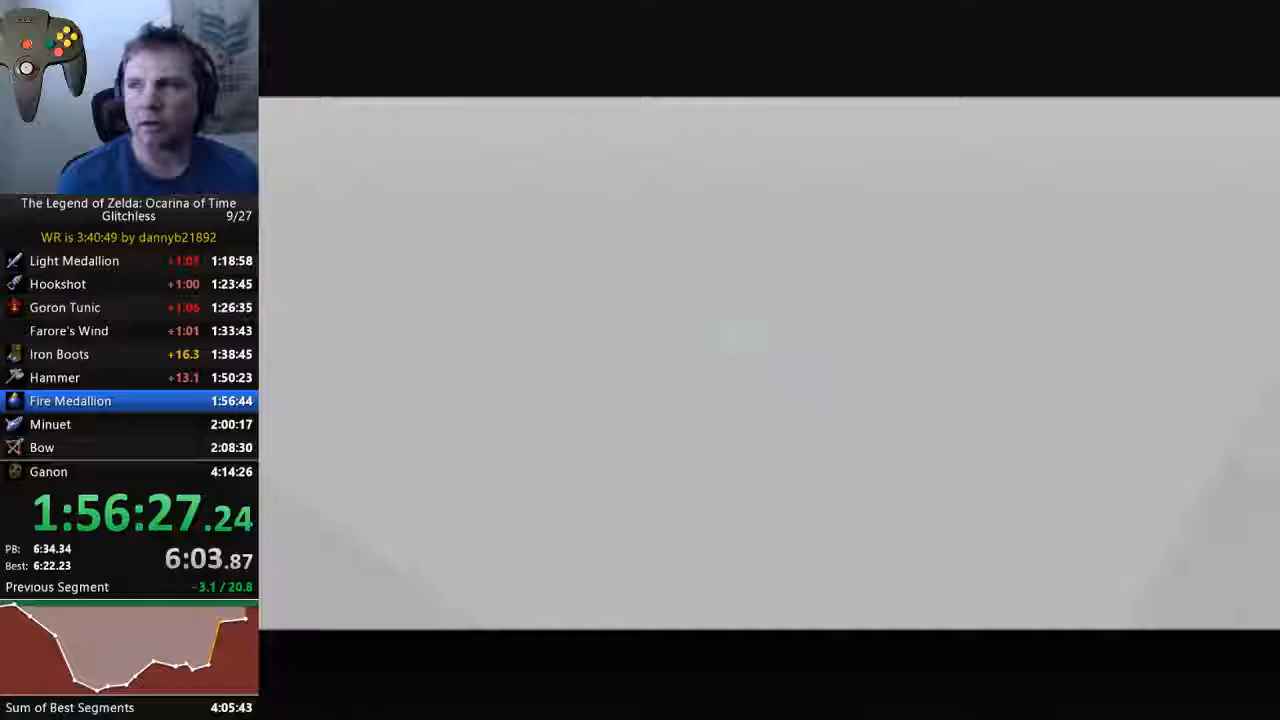 The Legend of Zelda: Ocarina of Time
Glitchless 9/27
WR is 3:40:49 by dannyb21892
Light Medallion +1:01 1:18:58
Hookshot +1:00 1:23:45
Goron Tunic +1:06 1:26:35
Farore's Wind +1:01 1:33:43
Iron Boots +16.3 1:38:45
Hammer +13.1 1:50:23
Fire Medallion 1:56:44
Minuet 2:00:17
Bow 2:08:30
Ganon 4:14:26
1:56:27.24
PB: 6:34.34
Best: 6:22.23
6:03.87
Previous Segment -3.1 / 20.8
Sum of Best Segments 4:05:43